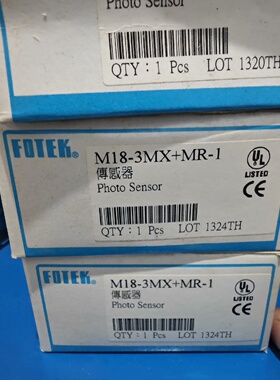 Photo Sensor
QTY : 1 Pcs LOT 1320TH
FOTEK®
M18-3MX+MR-1
傳感器
Photo Sensor
UL
LISTED
CE
QTY : 1 Pcs LOT 1324TH
FOTEK®
M18-3MX+MR-1
傳感器
Photo Sensor
UL
LISTED
CE
QTY : 1 Pcs LOT 1324TH